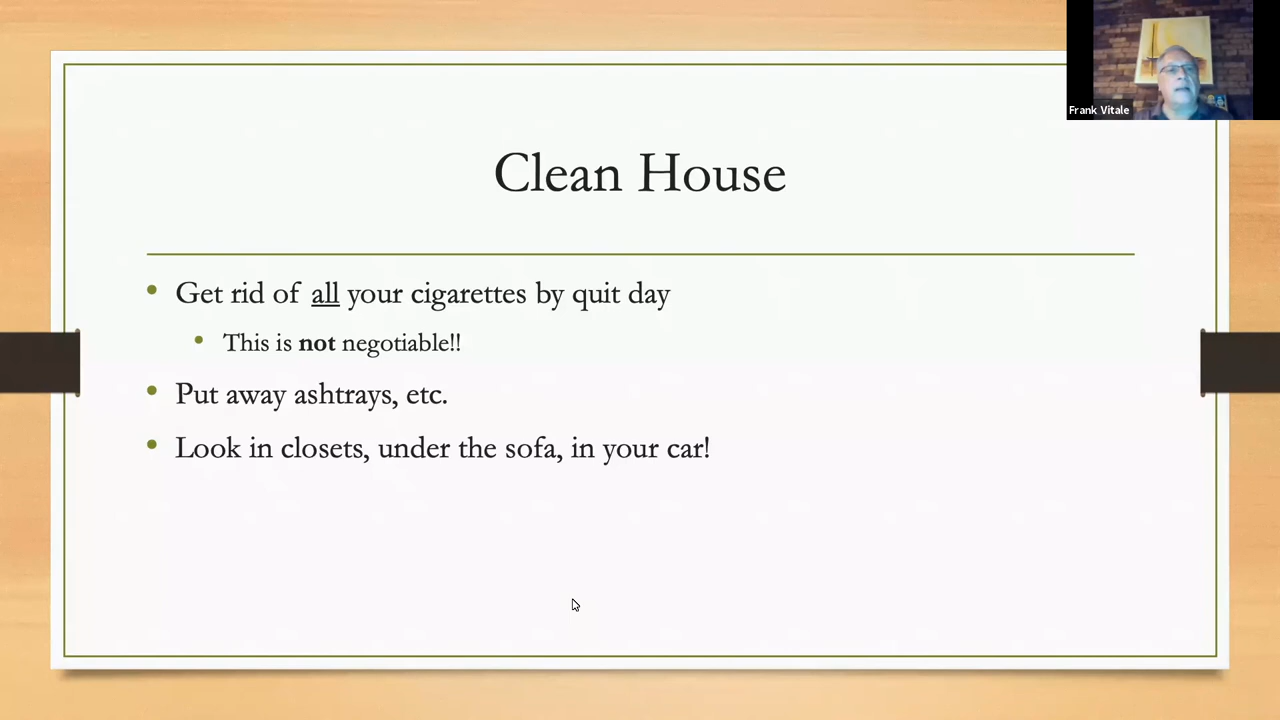 Frank Vitale
Clean House
Get rid of all your cigarettes by quit day
This is not negotiable!!
Put away ashtrays, etc.
Look in closets, under the sofa, in your car!